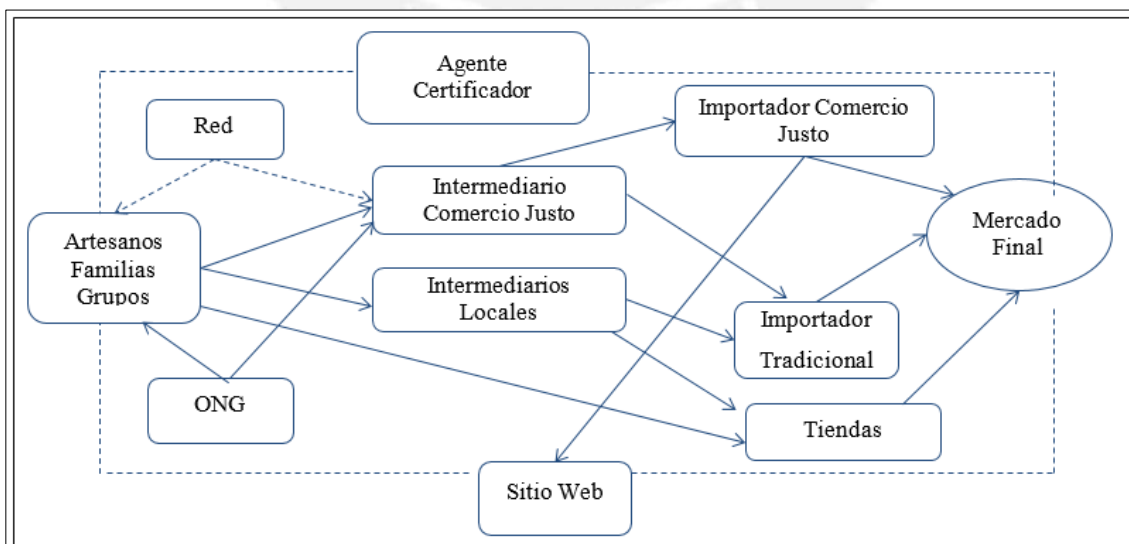 Agente
Certificador
Red
Importador Comercio
Justo
Intermediario
Comercio Justo
Artesanos
Familias
Grupos
Mercado
Final
Intermediarios
Locales
Importador
Tradicional
ONG
Tiendas
Sitio Web